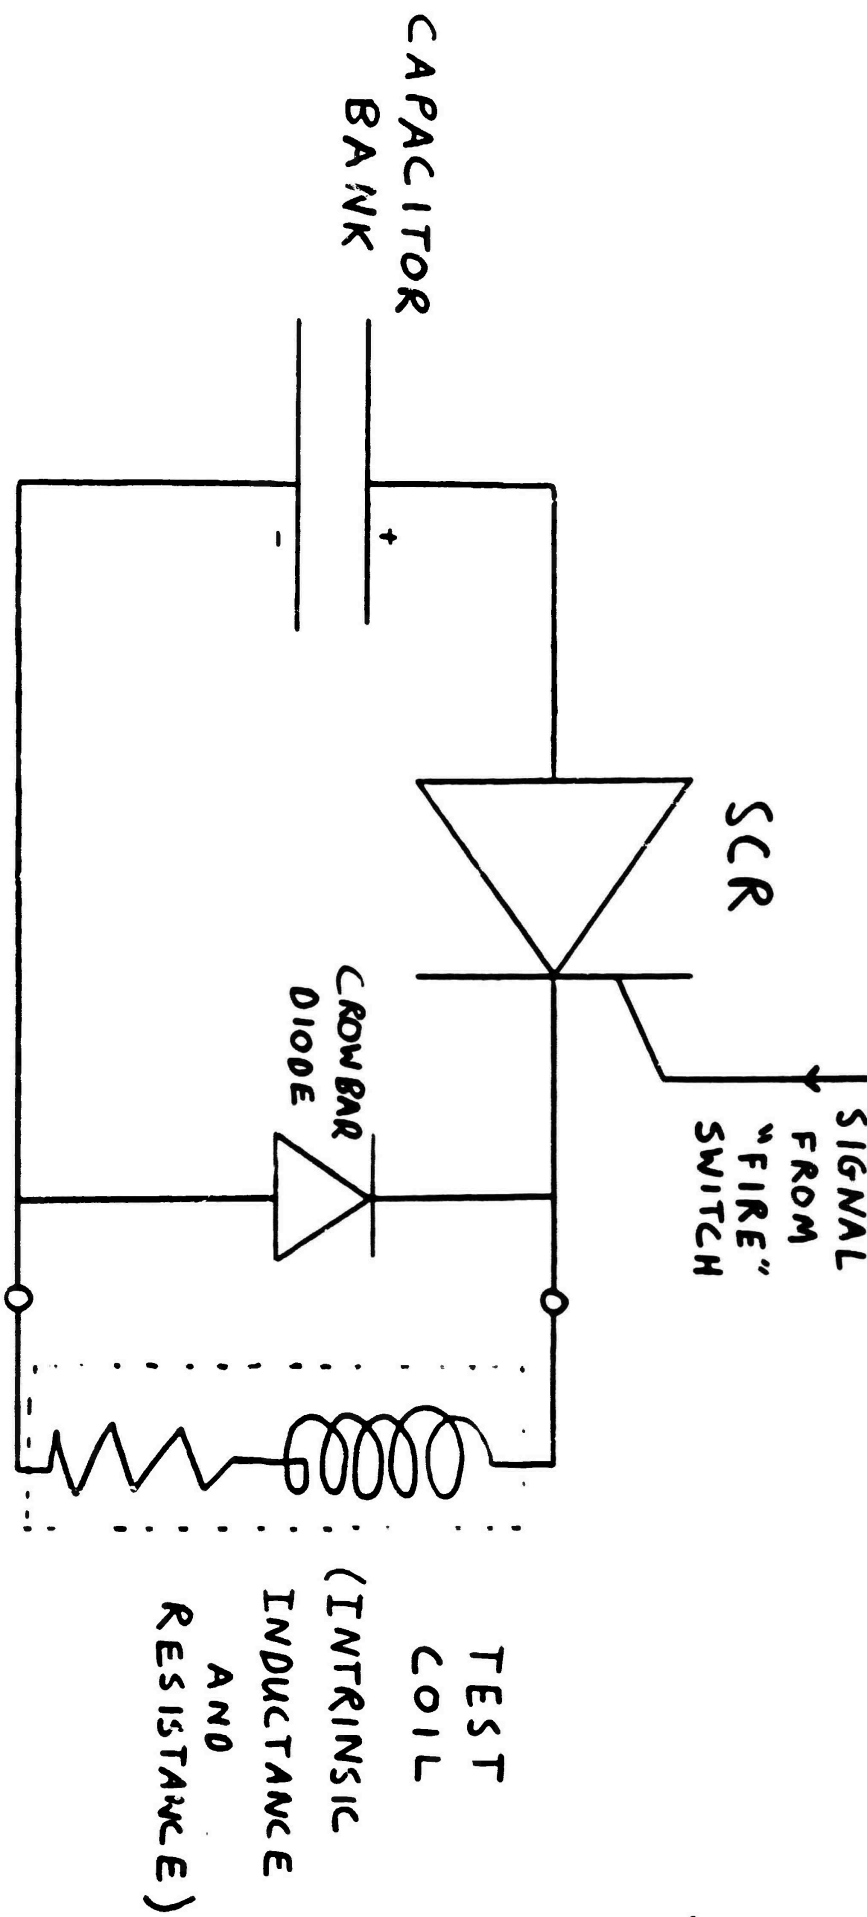 CAPACITOR
BANK
+
-
SCR
SIGNAL
FROM
"FIRE"
SWITCH
CROWBAR
DIODE
TEST
COIL
(INTRINSIC
INDUCTANCE
AND
RESISTANCE)